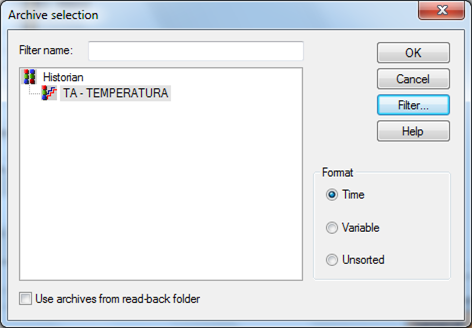 Archive selection
Filter name:
OK
Historian
Cancel
TA - TEMPERATURA
Filter...
Help
Format
Time
Variable
Unsorted
Use archives from read-back folder